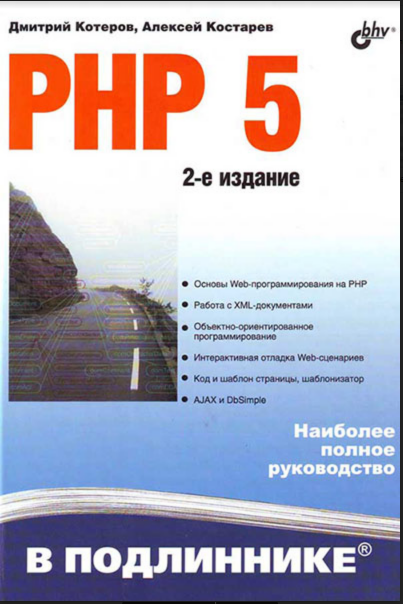 Дмитрий Котеров, Алексей Костарев
bhv®
PHP 5
2-е издание
• Основы Web-программирования на PHP
• Работа с XML-документами
• Объектно-ориентированное
программирование
• Интерактивная отладка Web-сценариев
• Код и шаблон страницы, шаблонизатор
• AJAX и DbSimple
Наиболее
полное
руководство
В ПОДЛИННИКЕ®